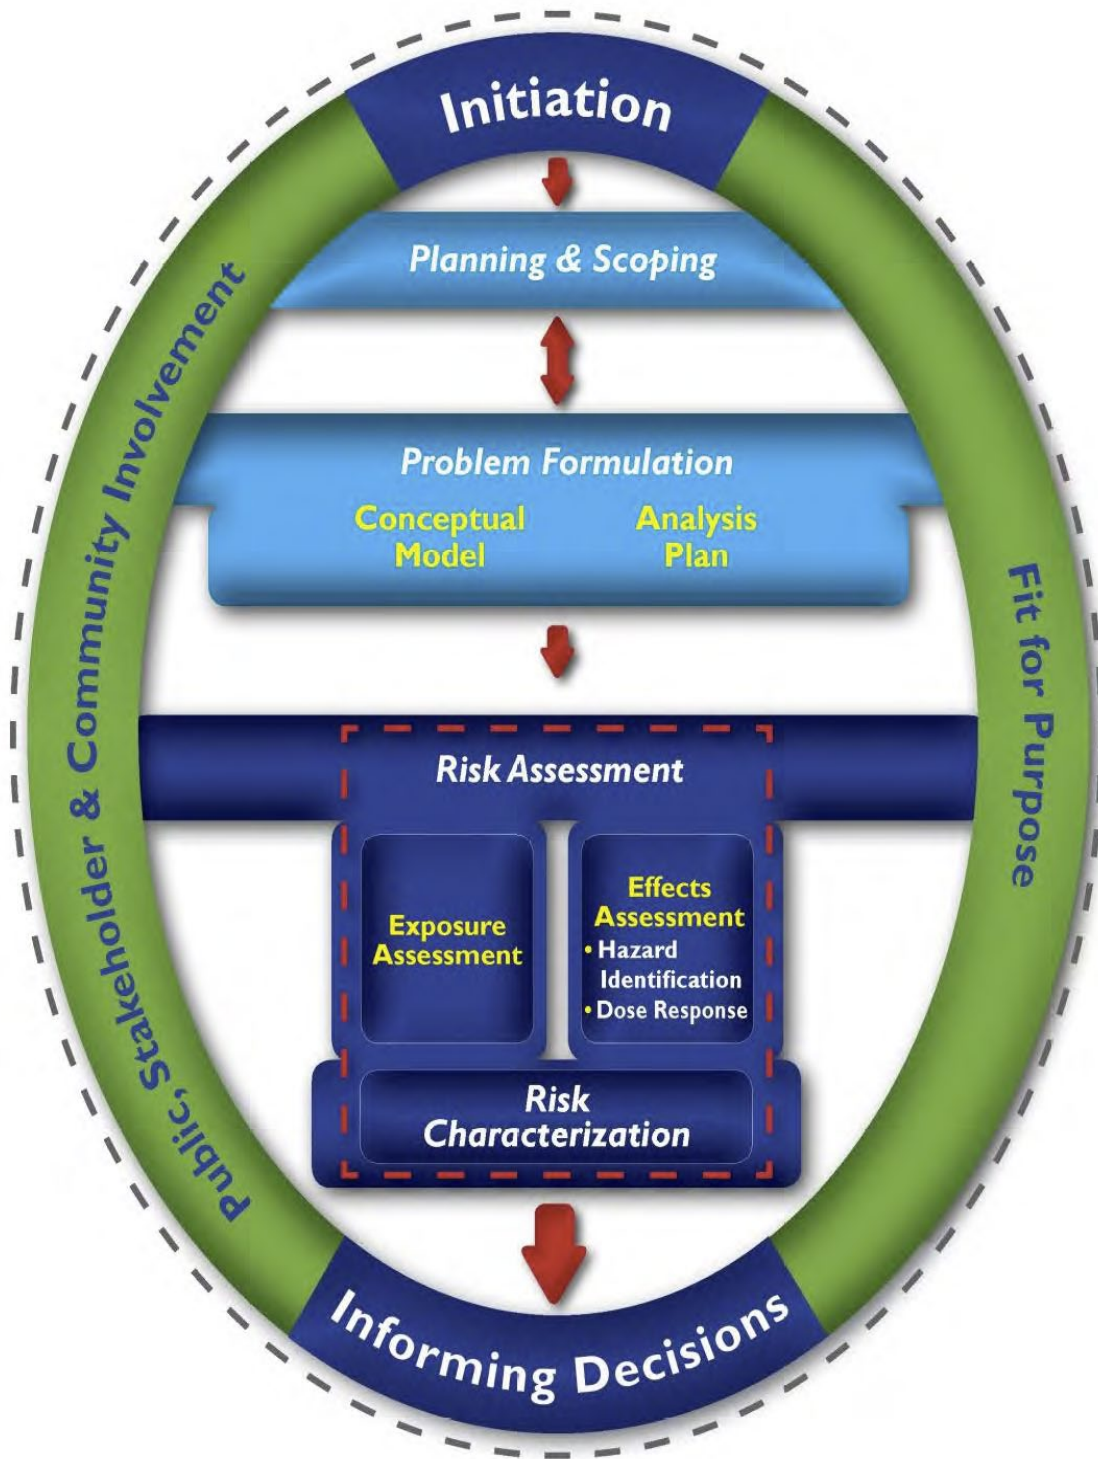 Initiation
Planning & Scoping
Problem Formulation
Conceptual
Model
Analysis
Plan
Public, Stakeholder & Community Involvement
Fit for Purpose
Risk Assessment
Exposure
Assessment
Effects
Assessment
• Hazard
Identification
• Dose Response
Risk
Characterization
Informing Decisions